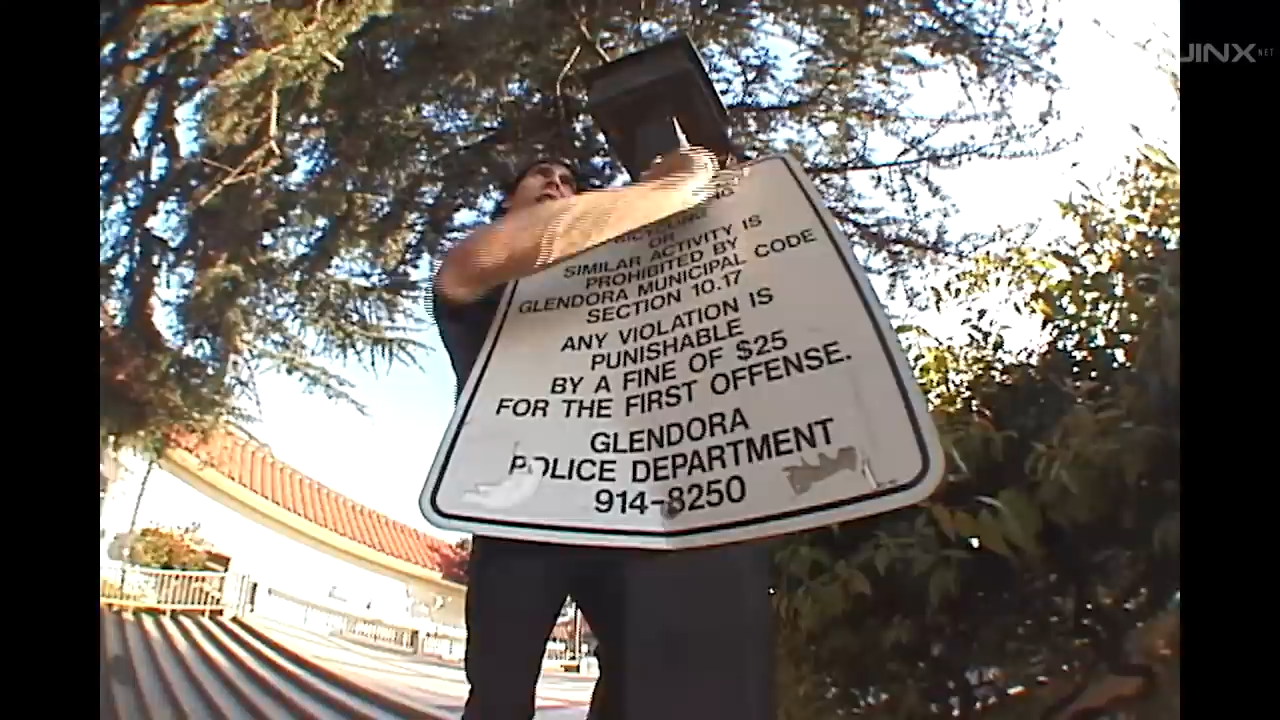 JINX.NET
OR
SIMILAR ACTIVITY IS
PROHIBITED BY
GLENDORA MUNICIPAL CODE
SECTION 10.17
ANY VIOLATION IS
PUNISHABLE
BY A FINE OF $25
FOR THE FIRST OFFENSE.
GLENDORA
POLICE DEPARTMENT
914-8250